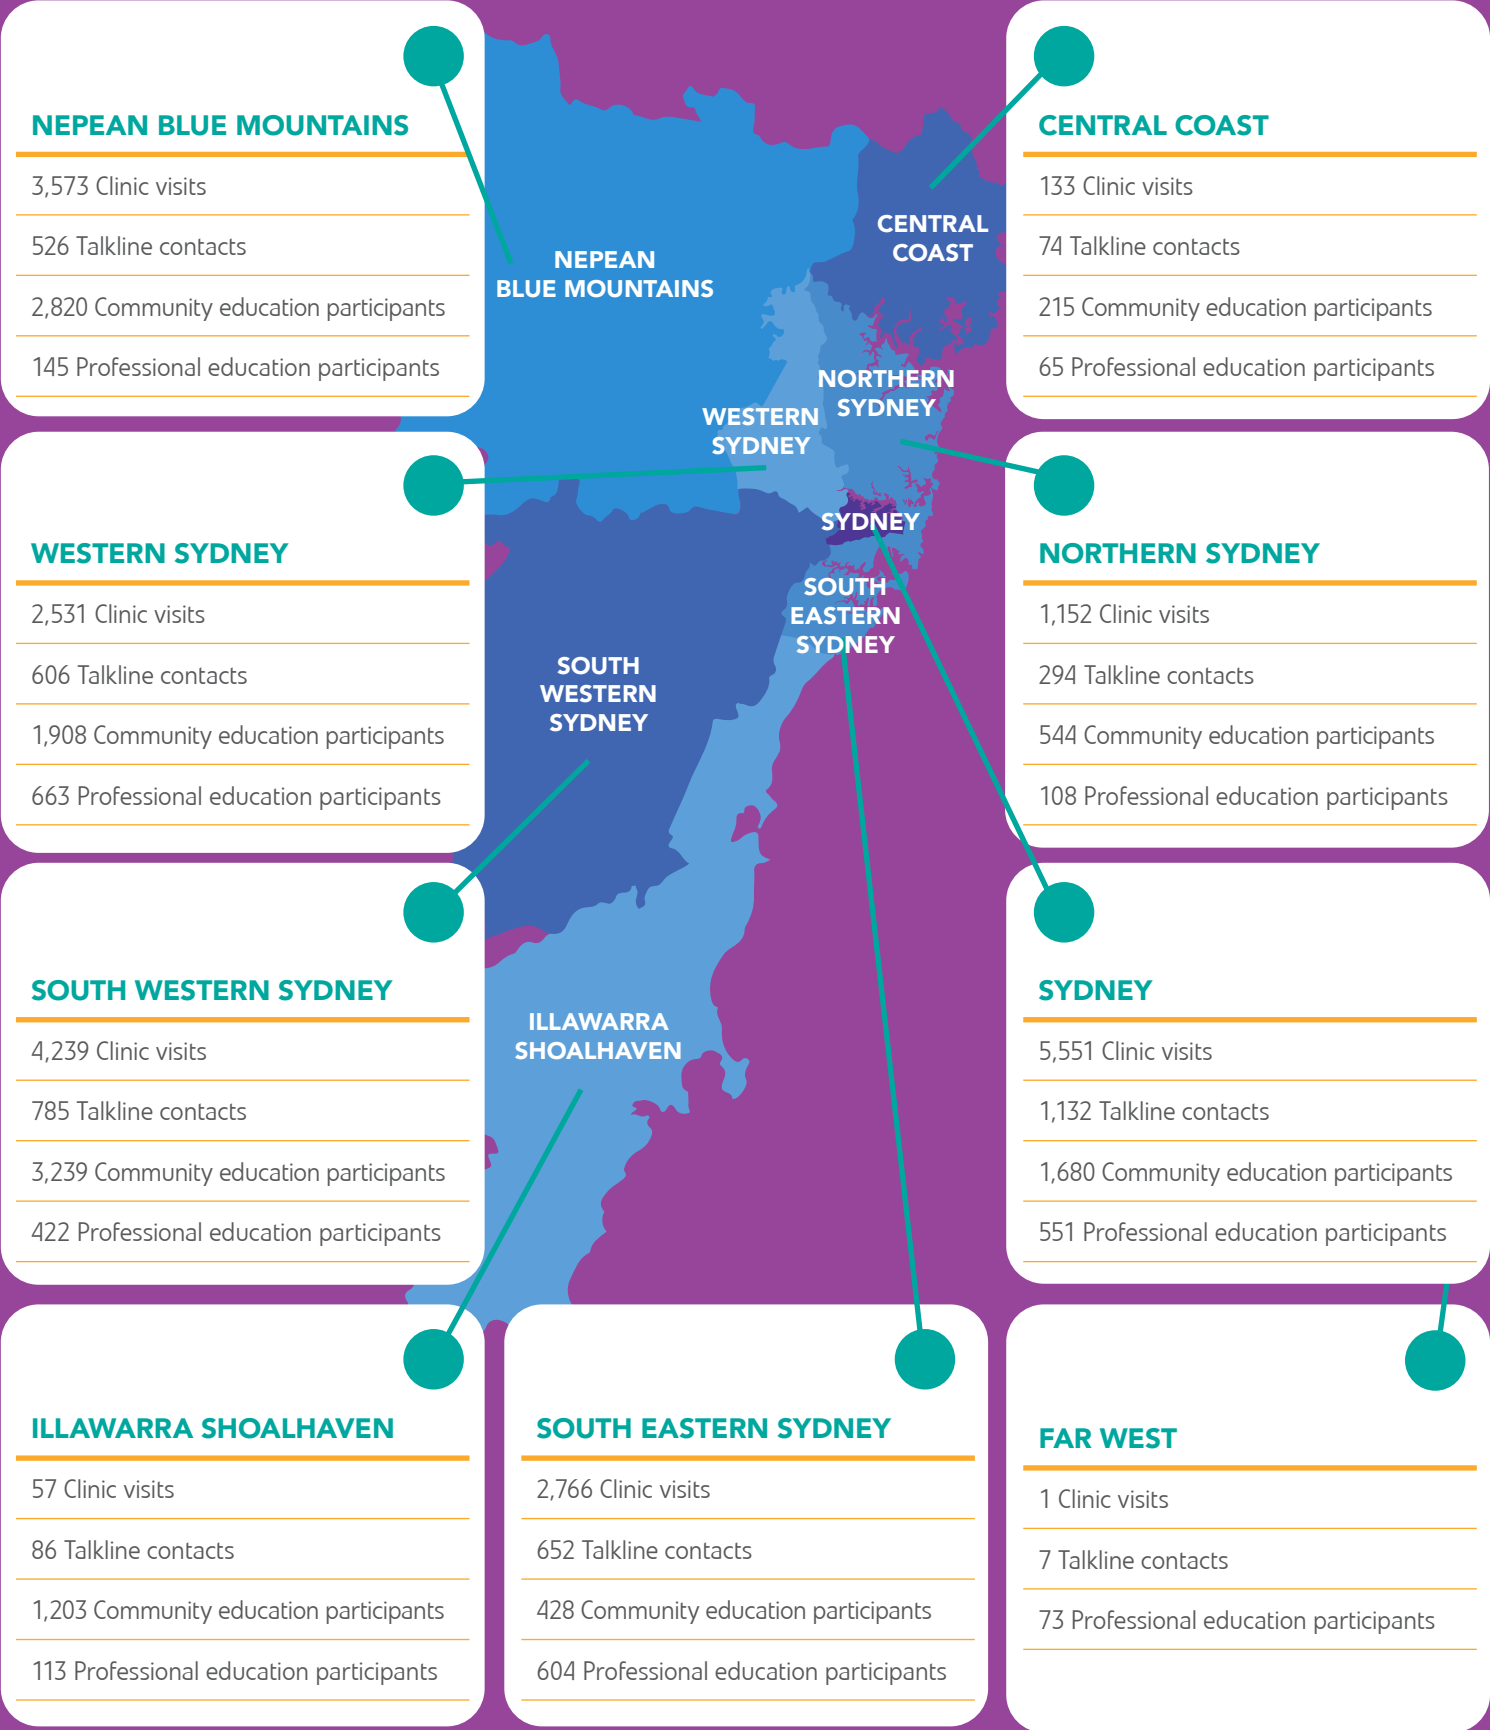 NEPEAN BLUE MOUNTAINS
3,573 Clinic visits
526 Talkline contacts
2,820 Community education participants
145 Professional education participants
CENTRAL COAST
133 Clinic visits
74 Talkline contacts
215 Community education participants
65 Professional education participants
NEPEAN
BLUE MOUNTAINS
CENTRAL
COAST
NORTHERN
SYDNEY
WESTERN
SYDNEY
SYDNEY
SOUTH
EASTERN
SYDNEY
SOUTH
WESTERN
SYDNEY
ILLAWARRA
SHOALHAVEN
WESTERN SYDNEY
2,531 Clinic visits
606 Talkline contacts
1,908 Community education participants
663 Professional education participants
NORTHERN SYDNEY
1,152 Clinic visits
294 Talkline contacts
544 Community education participants
108 Professional education participants
SOUTH WESTERN SYDNEY
4,239 Clinic visits
785 Talkline contacts
3,239 Community education participants
422 Professional education participants
SYDNEY
5,551 Clinic visits
1,132 Talkline contacts
1,680 Community education participants
551 Professional education participants
ILLAWARRA SHOALHAVEN
57 Clinic visits
86 Talkline contacts
1,203 Community education participants
113 Professional education participants
SOUTH EASTERN SYDNEY
2,766 Clinic visits
652 Talkline contacts
428 Community education participants
604 Professional education participants
FAR WEST
1 Clinic visits
7 Talkline contacts
73 Professional education participants